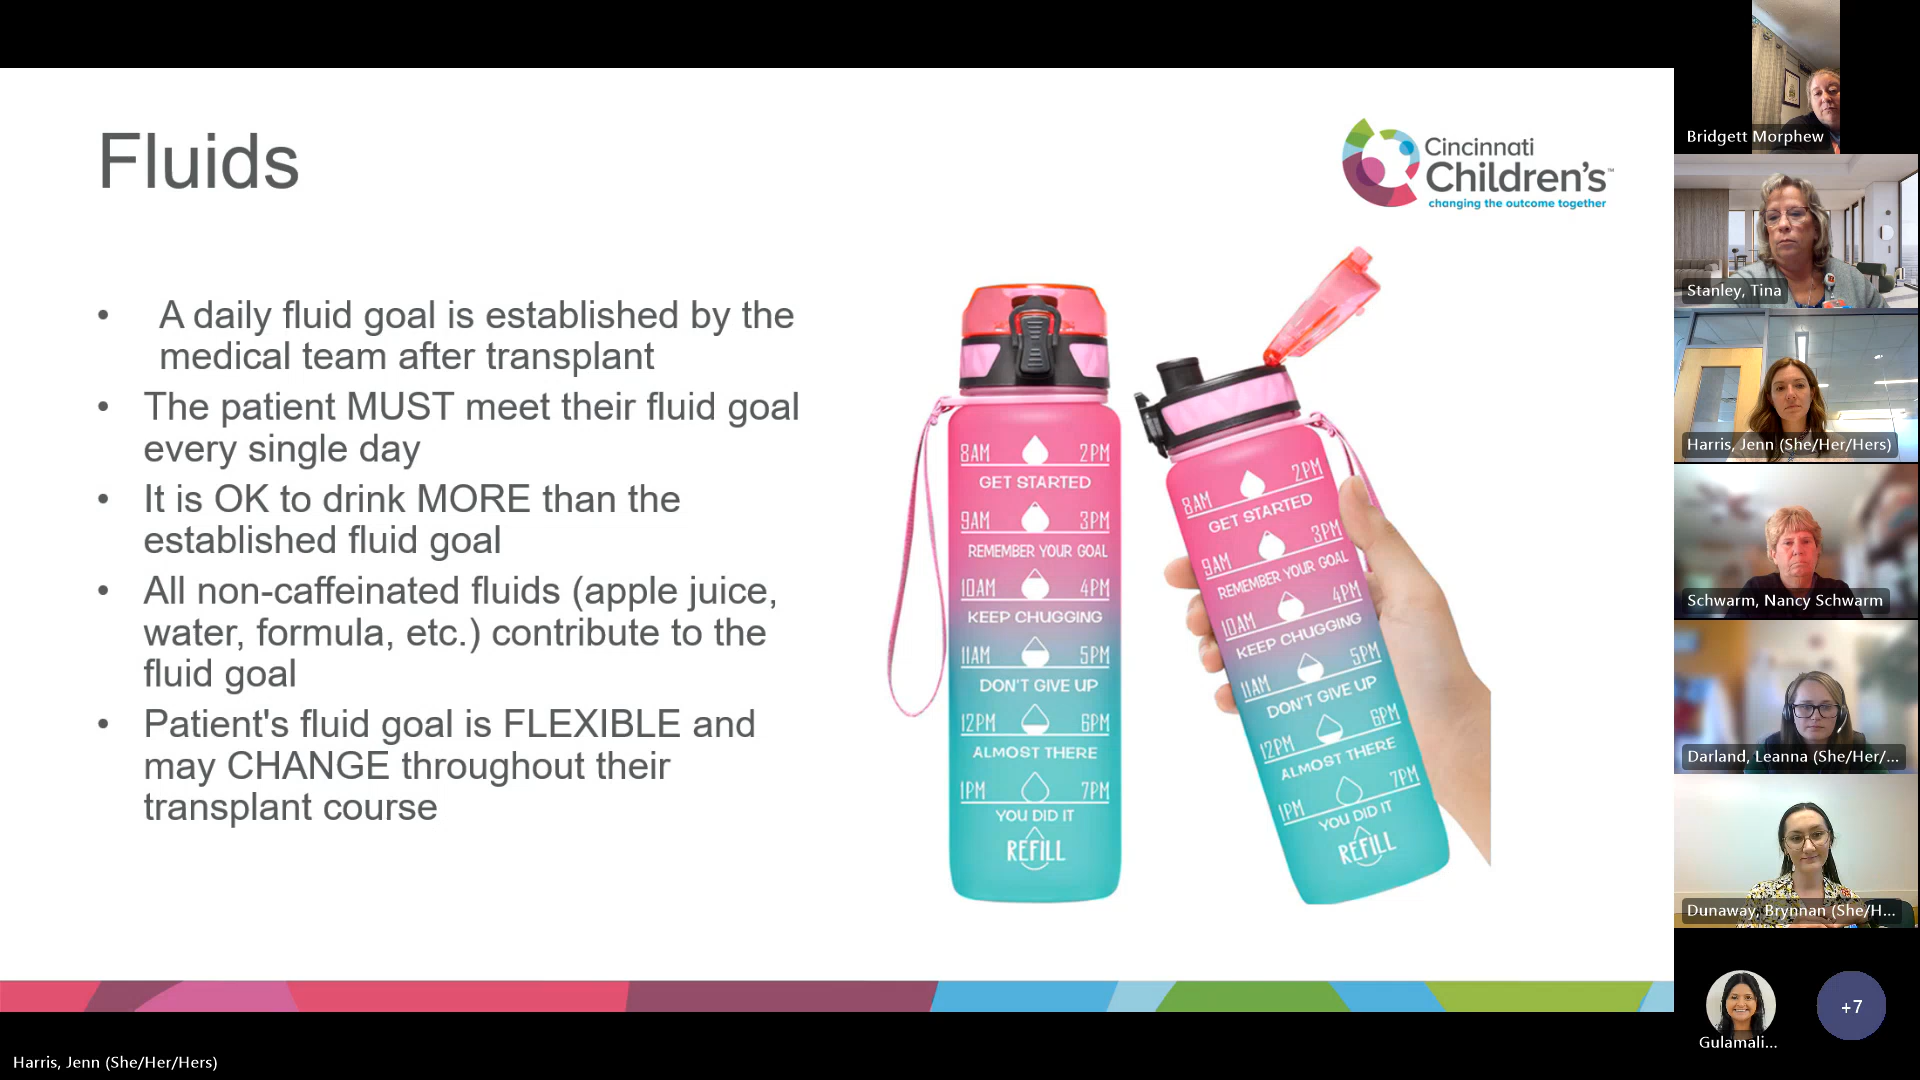 Fluids
Cincinnati
Children's™
changing the outcome together
• A daily fluid goal is established by the
medical team after transplant
• The patient MUST meet their fluid goal
every single day
• It is OK to drink MORE than the
established fluid goal
• All non-caffeinated fluids (apple juice,
water, formula, etc.) contribute to the
fluid goal
• Patient's fluid goal is FLEXIBLE and
may CHANGE throughout their
transplant course
8AM 2PM
GET STARTED
9AM 3PM
REMEMBER YOUR GOAL
10AM 4PM
KEEP CHUGGING
11AM 5PM
DON'T GIVE UP
12PM 6PM
ALMOST THERE
1PM 7PM
YOU DID IT
REFILL
8AM 2PM
GET STARTED
9AM 3PM
REMEMBER YOUR GOAL
10AM 4PM
KEEP CHUGGING
11AM 5PM
DON'T GIVE UP
12PM 6PM
ALMOST THERE
1PM 7PM
YOU DID IT
REFILL
Bridgett Morphew
Stanley, Tina
Harris, Jenn (She/Her/Hers)
Schwarm, Nancy Schwarm
Darland, Leanna (She/Her/...
Dunaway, Brynnan (She/H...
Gulamali...
+7
Harris, Jenn (She/Her/Hers)